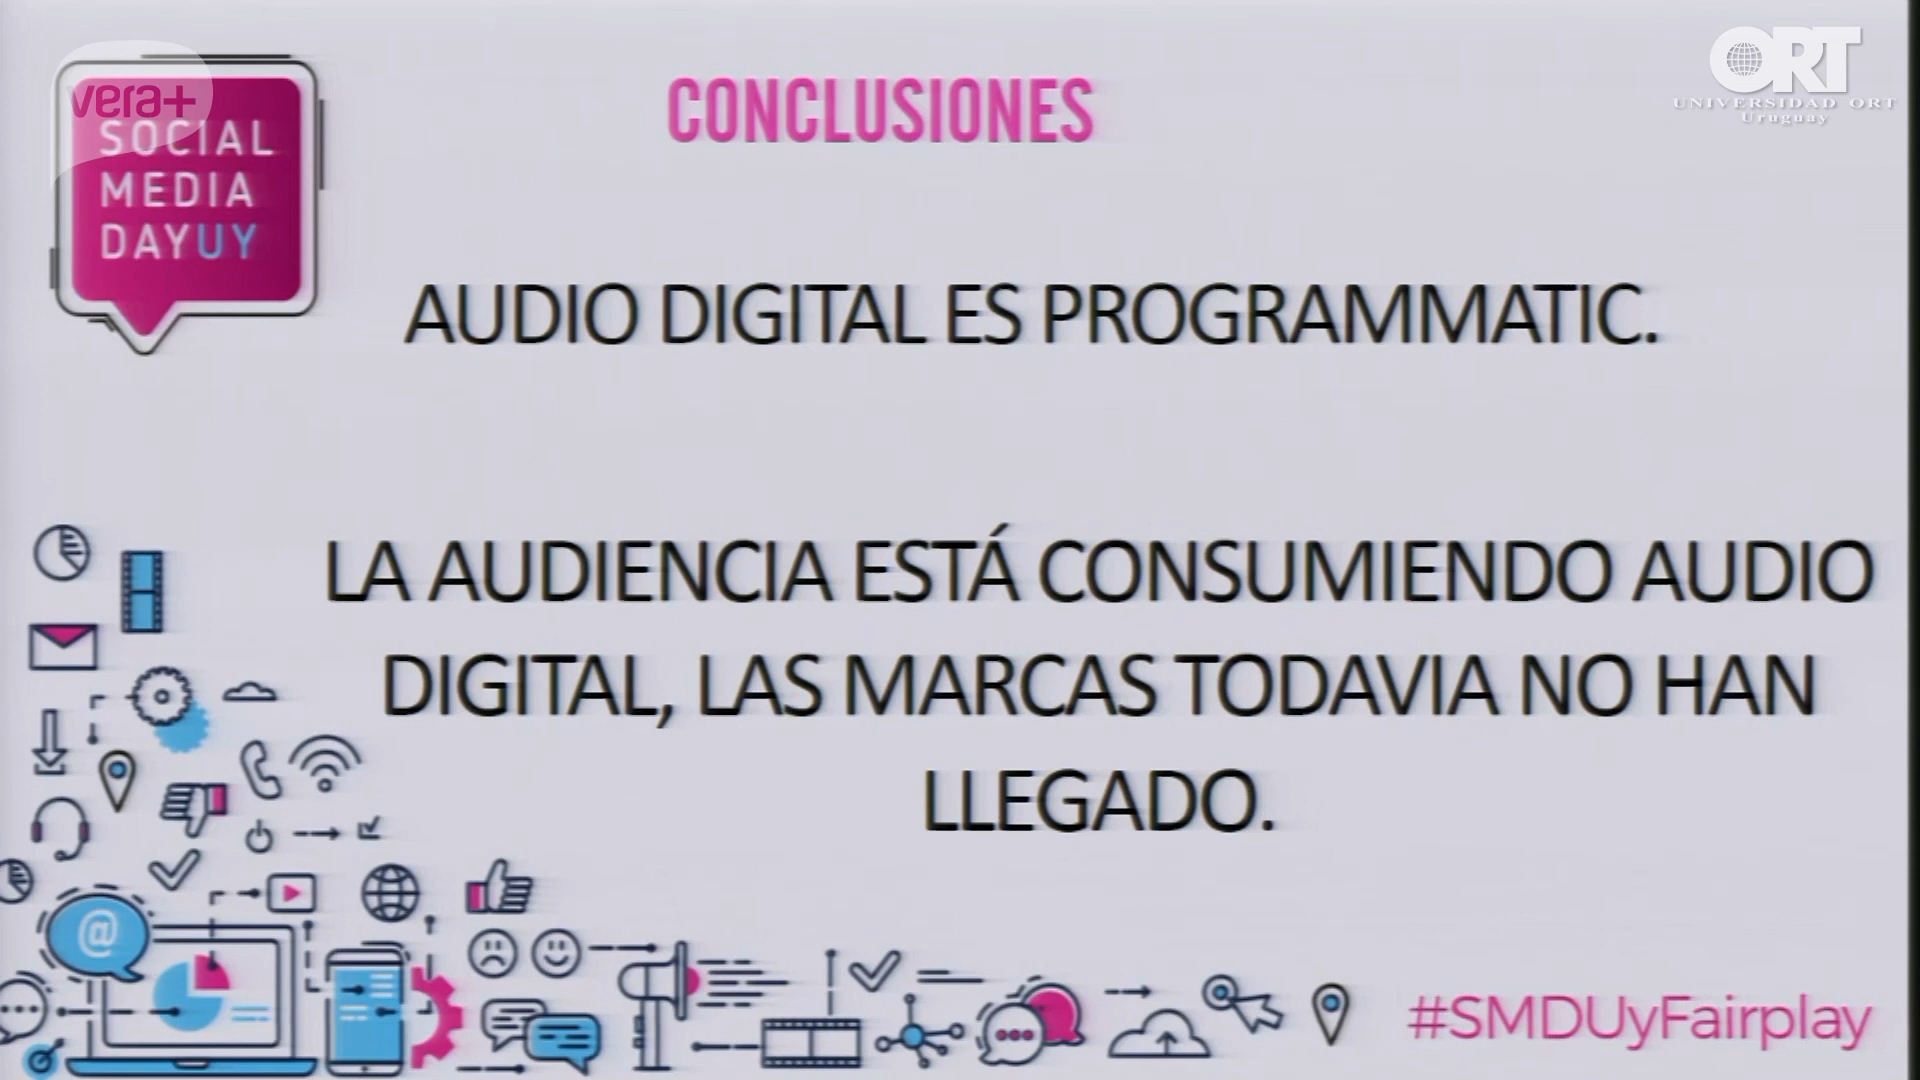 vera+
SOCIAL
MEDIA
DAYUY
CONCLUSIONES
ORT
UNIVERSIDAD ORT
Uruguay
AUDIO DIGITAL ES PROGRAMMATIC.
LA AUDIENCIA ESTÁ CONSUMIENDO AUDIO
DIGITAL, LAS MARCAS TODAVIA NO HAN
LLEGADO.
@
#SMDUyFairplay